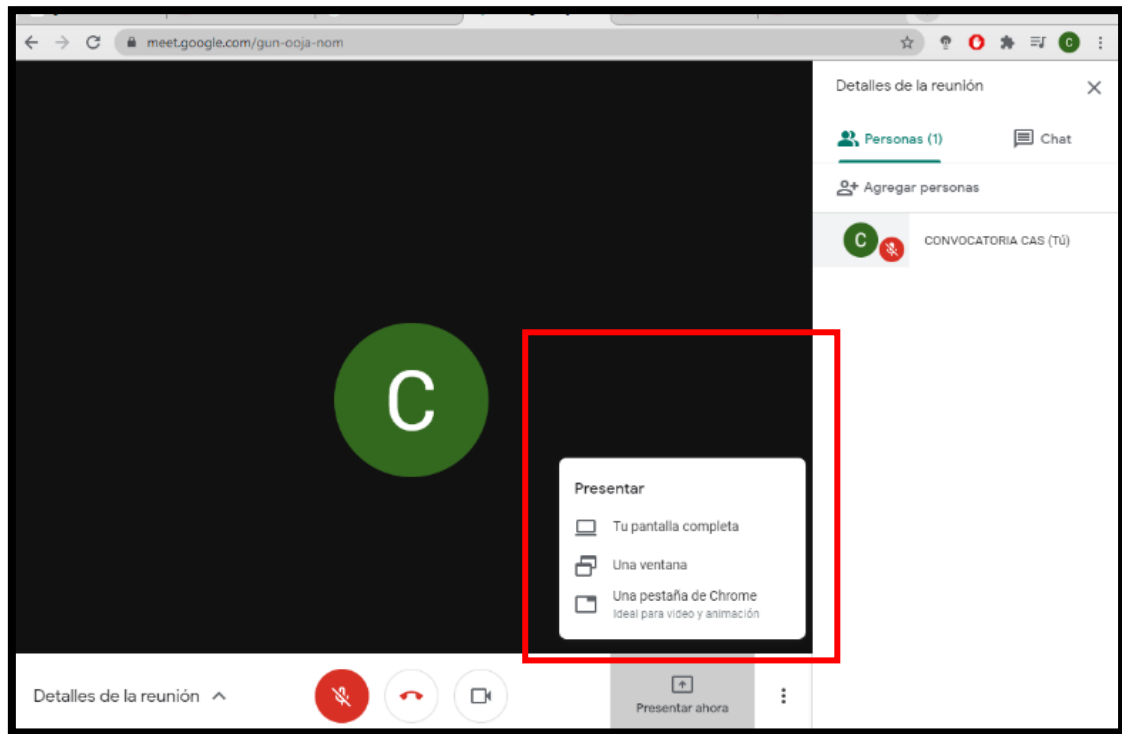 meet.google.com/gun-ooja-nom
C
Detalles de la reunión
Personas (1)
Chat
Agregar personas
C
CONVOCATORIA CAS (Tú)
C
Presentar
Tu pantalla completa
Una ventana
Una pestaña de Chrome
Ideal para video y animación
Detalles de la reunión
Presentar ahora